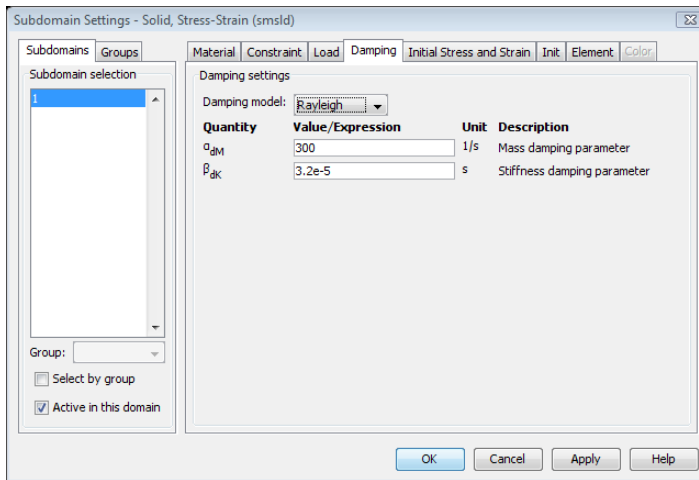 Subdomain Settings - Solid, Stress-Strain (smsld)
Subdomains Groups
Subdomain selection
1
Group:
Select by group
Active in this domain
Material Constraint Load Damping Initial Stress and Strain Init Element Color
Damping settings
Damping model: Rayleigh
Quantity Value/Expression Unit Description
αdM 300 1/s Mass damping parameter
βdK 3.2e-5 s Stiffness damping parameter
OK Cancel Apply Help